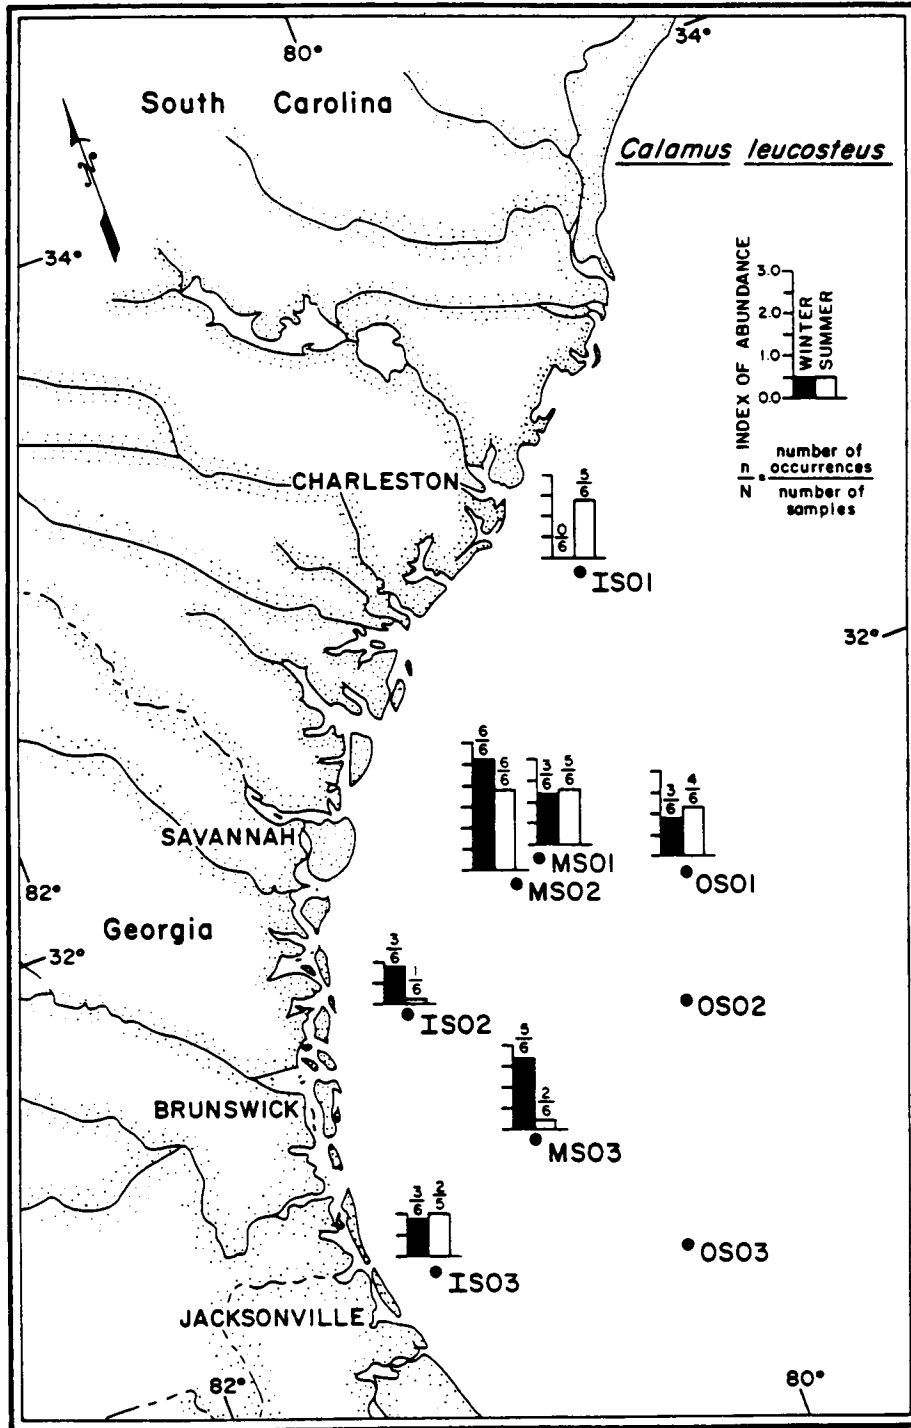 80°
34°
South Carolina
Calamus leucosteus
N
34°
INDEX OF ABUNDANCE
3.0
2.0
1.0
0.0
WINTER
SUMMER
n/N = number of occurrences / number of samples
CHARLESTON
0/6
5/6
IS01
32°
6/6
6/6
3/6
5/6
3/6
4/6
SAVANNAH
MS01
MS02
OS01
82°
Georgia
32°
3/6
1/6
IS02
OS02
5/6
2/6
BRUNSWICK
MS03
3/6
2/5
IS03
OS03
JACKSONVILLE
82°
80°